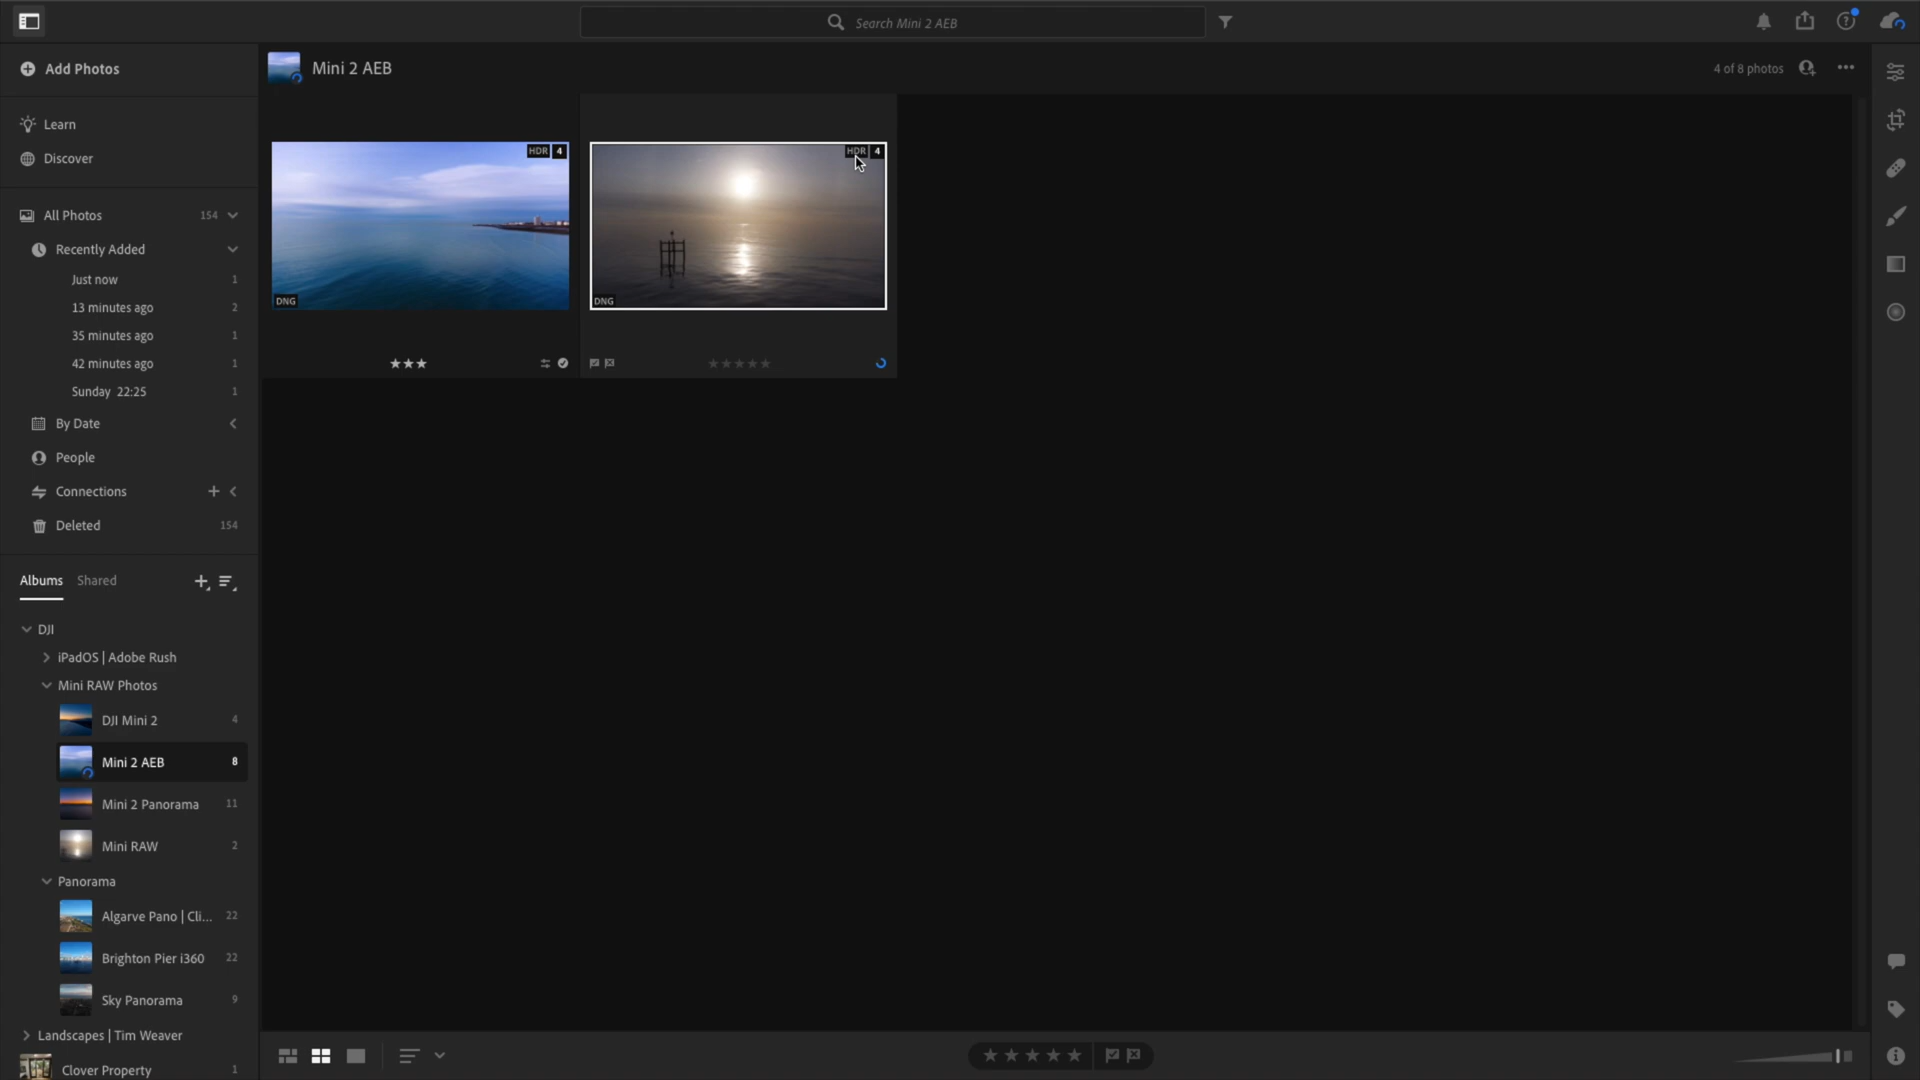 Search Mini 2 AEB
Add Photos
Mini 2 AEB
4 of 8 photos
Learn
Discover
HDR 4
HDR 4
DNG
DNG
★★★
★★★★★
All Photos 154
Recently Added
Just now 1
13 minutes ago 2
35 minutes ago 1
42 minutes ago 1
Sunday 22:25 1
By Date
People
Connections
Deleted 154
Albums Shared
DJI
iPadOS | Adobe Rush
Mini RAW Photos
DJI Mini 2 4
Mini 2 AEB 8
Mini 2 Panorama 11
Mini RAW 2
Panorama
Algarve Pano | Cli... 22
Brighton Pier i360 22
Sky Panorama 9
Landscapes | Tim Weaver
Clover Property 1
★★★★★